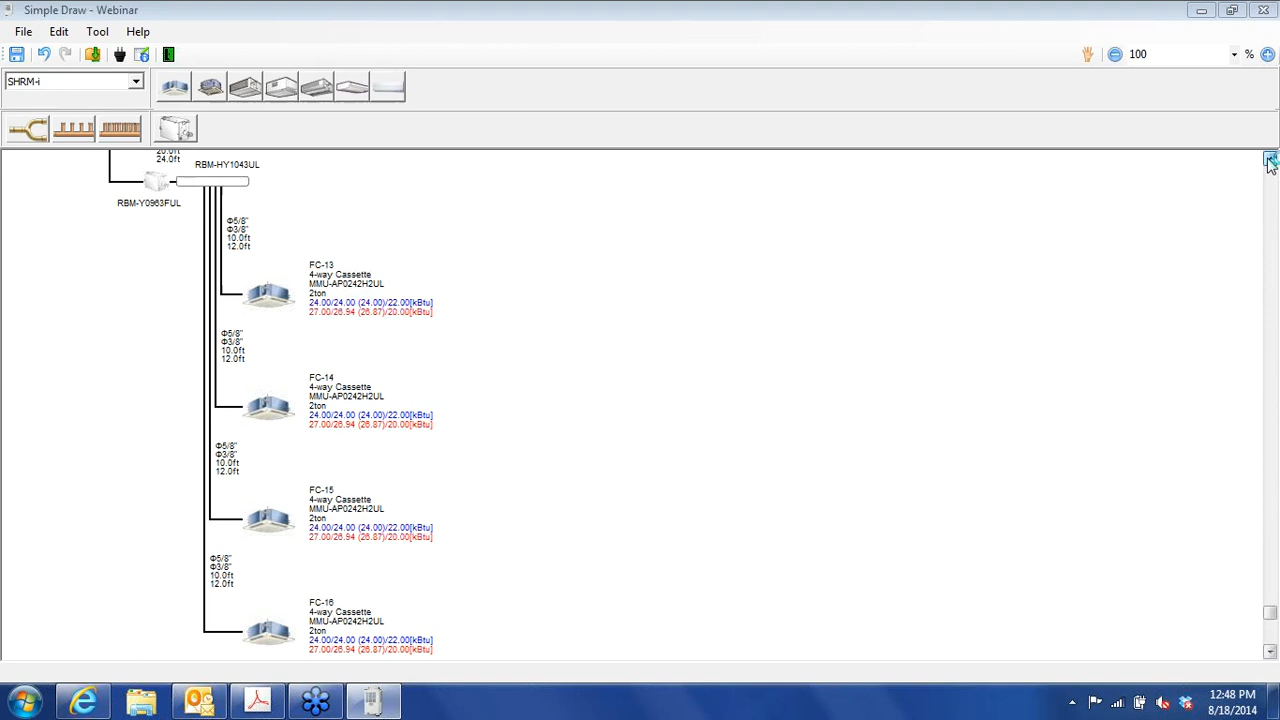 Simple Draw - Webinar
File Edit Tool Help
100 %
SHRM-i
20.0ft
24.0ft
RBM-HY1043UL
RBM-Y0963FUL
Φ5/8"
Φ3/8"
10.0ft
12.0ft
FC-13
4-way Cassette
MMU-AP0242H2UL
2ton
24.00/24.00 (24.00)/22.00[kBtu]
27.00/26.94 (26.87)/20.00[kBtu]
Φ5/8"
Φ3/8"
10.0ft
12.0ft
FC-14
4-way Cassette
MMU-AP0242H2UL
2ton
24.00/24.00 (24.00)/22.00[kBtu]
27.00/26.94 (26.87)/20.00[kBtu]
Φ5/8"
Φ3/8"
10.0ft
12.0ft
FC-15
4-way Cassette
MMU-AP0242H2UL
2ton
24.00/24.00 (24.00)/22.00[kBtu]
27.00/26.94 (26.87)/20.00[kBtu]
Φ5/8"
Φ3/8"
10.0ft
12.0ft
FC-16
4-way Cassette
MMU-AP0242H2UL
2ton
24.00/24.00 (24.00)/22.00[kBtu]
27.00/26.94 (26.87)/20.00[kBtu]
12:48 PM
8/18/2014